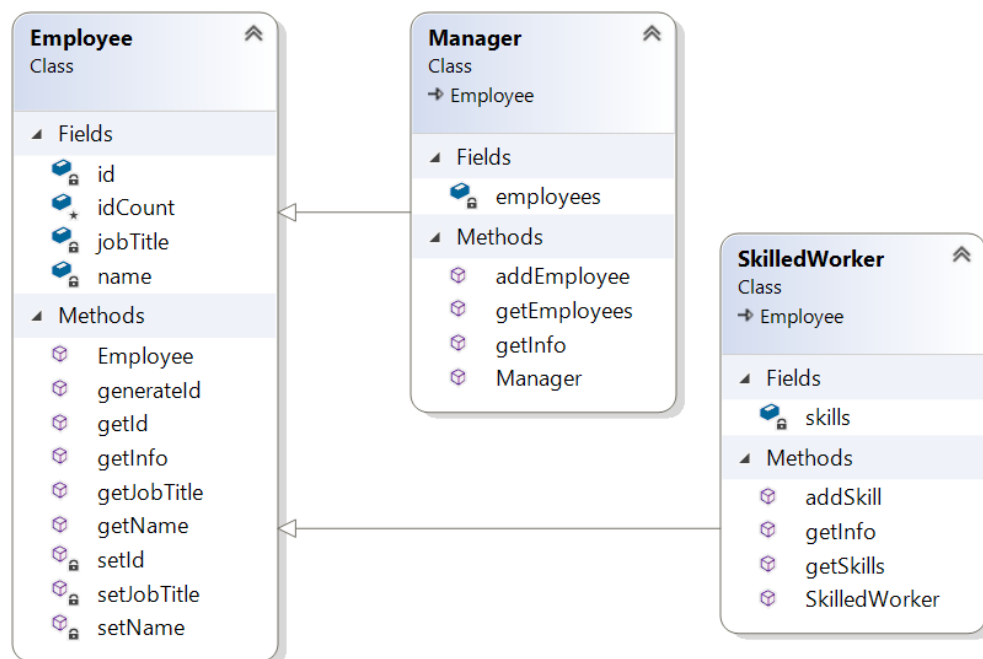 Employee
Class
Fields
id
idCount
jobTitle
name
Methods
Employee
generateId
getId
getInfo
getJobTitle
getName
setId
setJobTitle
setName
Manager
Class
Employee
Fields
employees
Methods
addEmployee
getEmployees
getInfo
Manager
SkilledWorker
Class
Employee
Fields
skills
Methods
addSkill
getInfo
getSkills
SkilledWorker